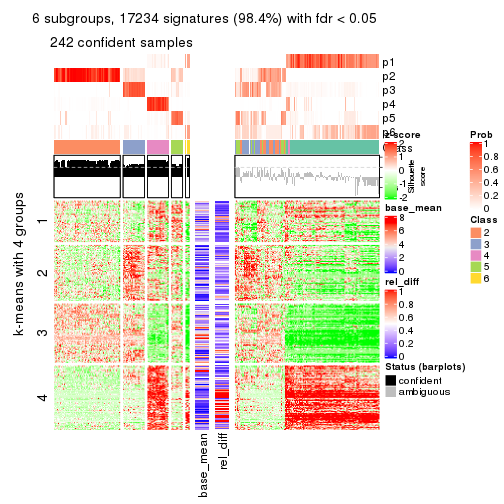 6 subgroups, 17234 signatures (98.4%) with fdr < 0.05
242 confident samples
p1
p2
p3
p4
p5
p6
z-score
2
1
0
-1
-2
Silhouette
score
Prob
1
0.8
0.6
0.4
0.2
0
base_mean
8
6
4
2
0
Class
1
2
3
4
5
6
rel_diff
1
0.8
0.6
0.4
0.2
0
Status (barplots)
confident
ambiguous
k-means with 4 groups
1
2
3
4
base_mean
rel_diff